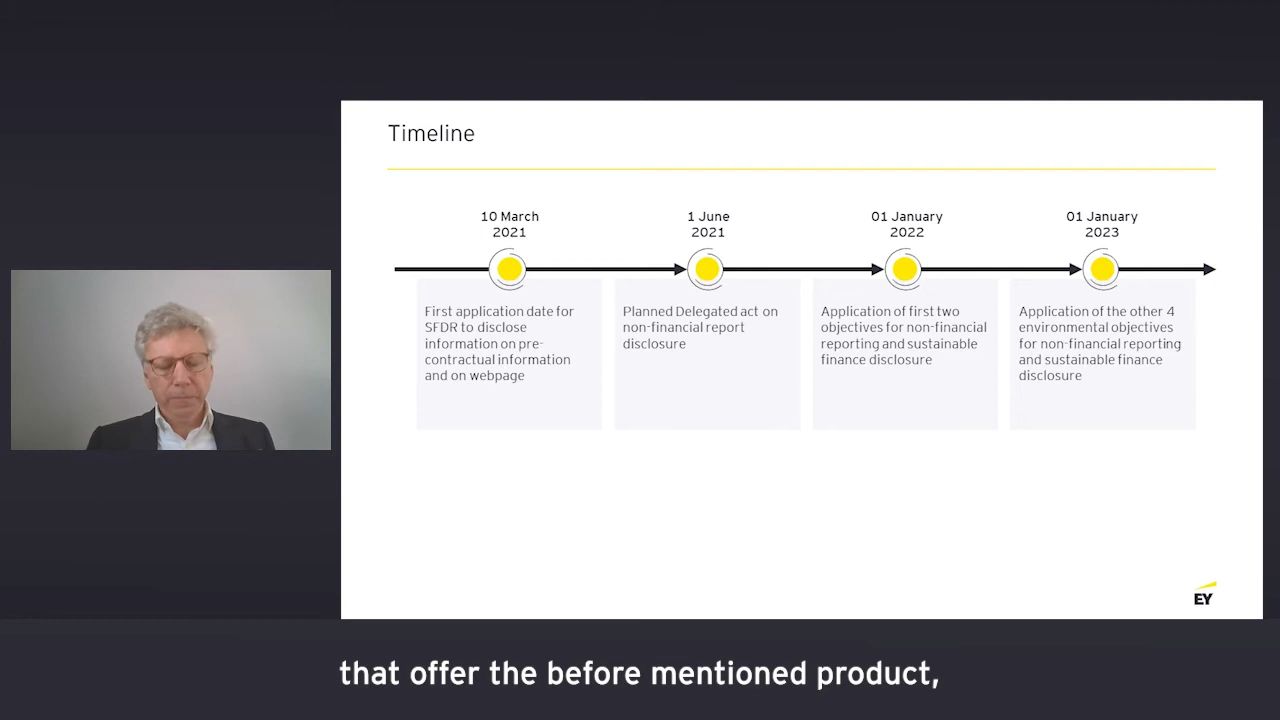 Timeline
10 March
2021
1 June
2021
01 January
2022
01 January
2023
First application date for
SFDR to disclose
information on pre-
contractual information
and on webpage
Planned Delegated act on
non-financial report
disclosure
Application of first two
objectives for non-financial
reporting and sustainable
finance disclosure
Application of the other 4
environmental objectives
for non-financial reporting
and sustainable finance
disclosure
EY
that offer the before mentioned product,